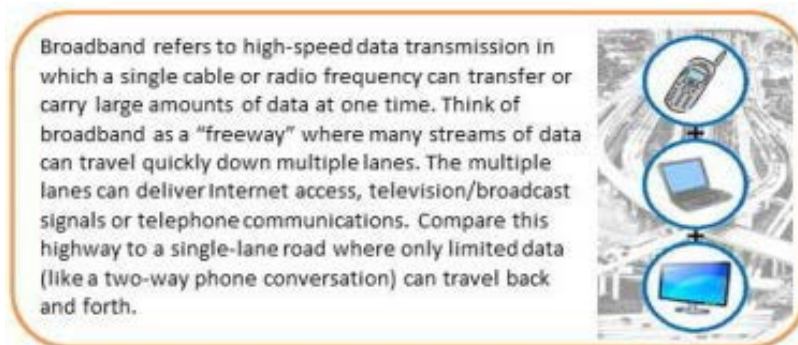 Broadband refers to high-speed data transmission in
which a single cable or radio frequency can transfer or
carry large amounts of data at one time. Think of
broadband as a “freeway” where many streams of data
can travel quickly down multiple lanes. The multiple
lanes can deliver Internet access, television/broadcast
signals or telephone communications. Compare this
highway to a single-lane road where only limited data
(like a two-way phone conversation) can travel back
and forth.
+
+